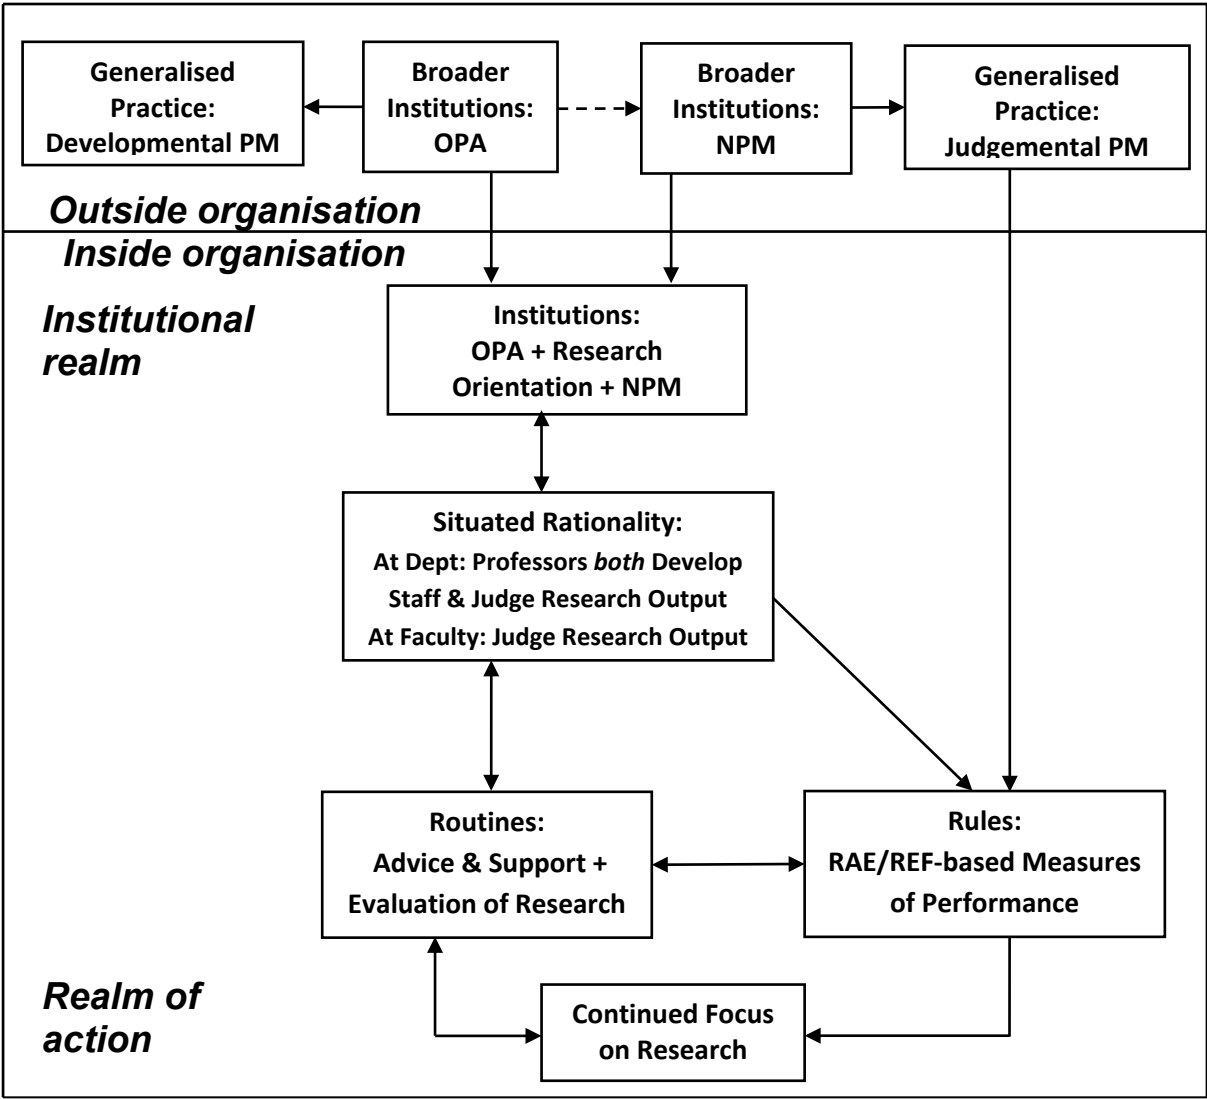 Generalised
Practice:
Developmental PM
Broader
Institutions:
OPA
Broader
Institutions:
NPM
Generalised
Practice:
Judgemental PM
Outside organisation
Inside organisation
Institutional
realm
Institutions:
OPA + Research
Orientation + NPM
Situated Rationality:
At Dept: Professors both Develop
Staff & Judge Research Output
At Faculty: Judge Research Output
Routines:
Advice & Support +
Evaluation of Research
Rules:
RAE/REF-based Measures
of Performance
Realm of
action
Continued Focus
on Research